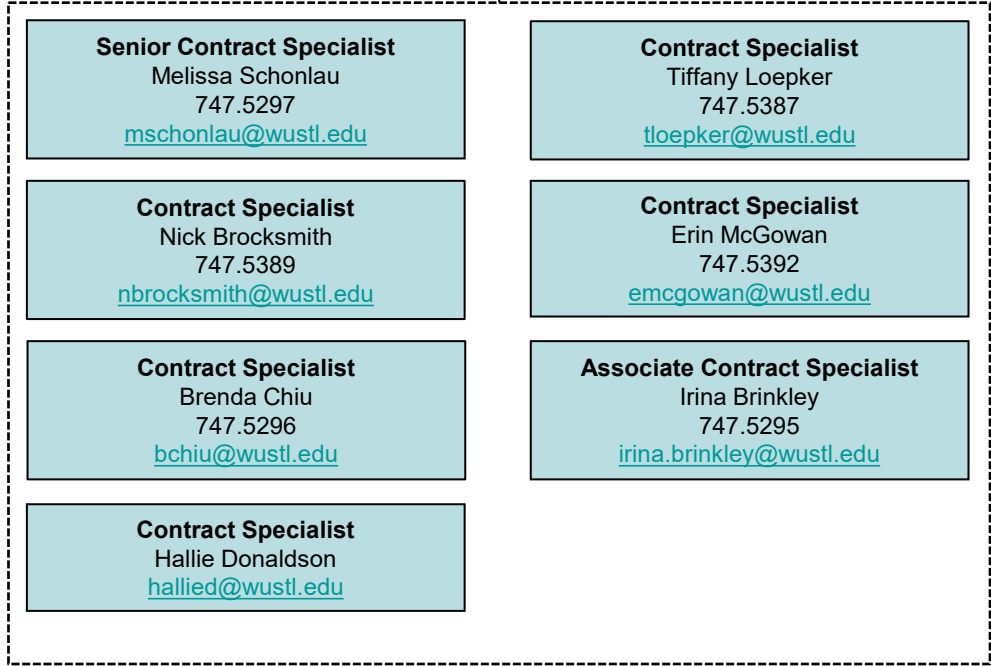 Senior Contract Specialist
Melissa Schonlau
747.5297
mschonlau@wustl.edu
Contract Specialist
Tiffany Loepker
747.5387
tloepker@wustl.edu
Contract Specialist
Nick Brocksmith
747.5389
nbrocksmith@wustl.edu
Contract Specialist
Erin McGowan
747.5392
emcgowan@wustl.edu
Contract Specialist
Brenda Chiu
747.5296
bchiu@wustl.edu
Associate Contract Specialist
Irina Brinkley
747.5295
irina.brinkley@wustl.edu
Contract Specialist
Hallie Donaldson
hallied@wustl.edu